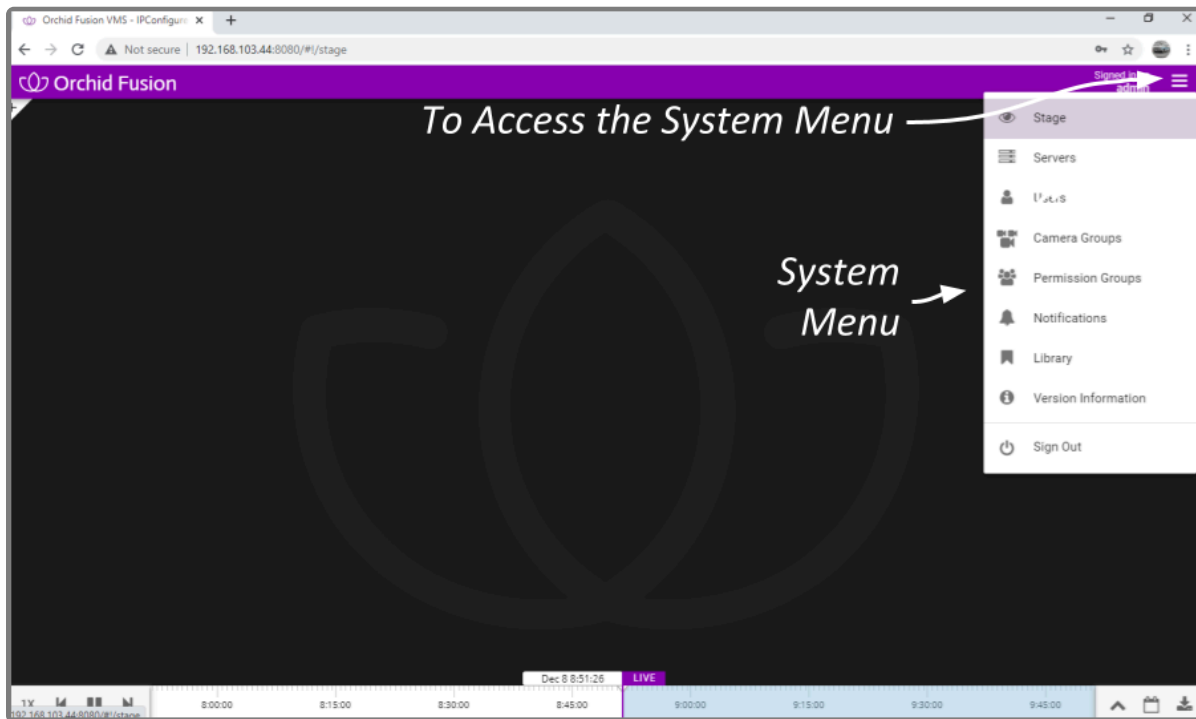 Orchid Fusion VMS - IPConfigure
Not secure | 192.168.103.44:8080/#!/stage
Orchid Fusion
Signed in
admin
To Access the System Menu
Stage
Servers
Camera Groups
System
Menu
Permission Groups
Notifications
Library
Version Information
Sign Out
Dec 8 8:51:26
LIVE
1X
8:00:00
8:15:00
8:30:00
8:45:00
9:00:00
9:15:00
9:30:00
9:45:00
192.168.103.44:8080/#!/stage